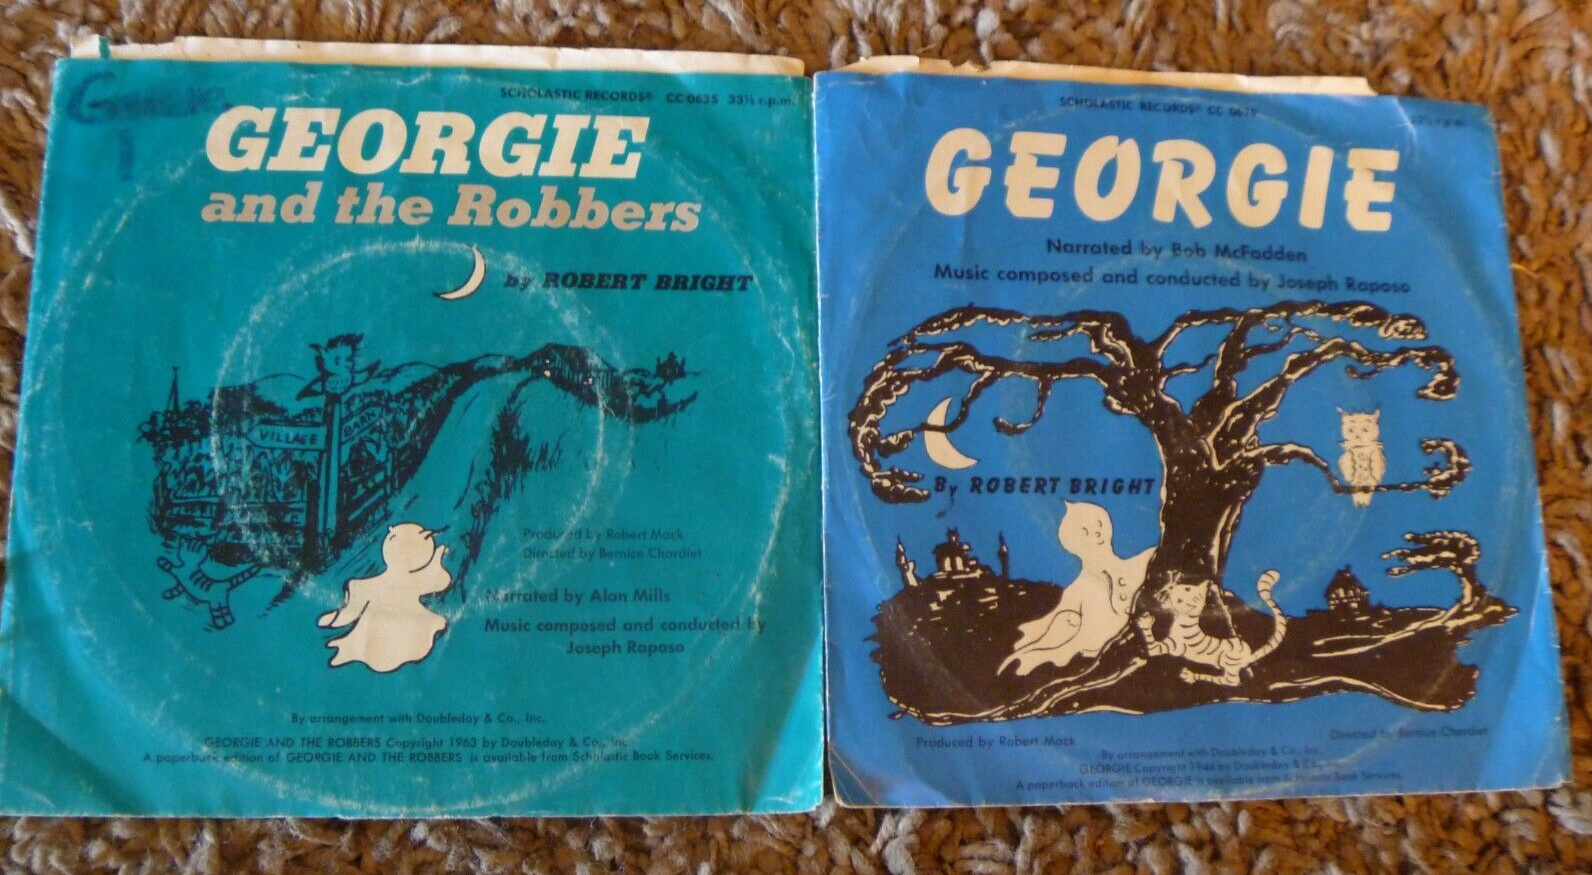 SCHOLASTIC RECORDS® CC 0635 33⅓ r.p.m.
GEORGIE
and the Robbers
by ROBERT BRIGHT
VILLAGE
BARN
Produced by Robert Mack
Directed by Bernice Chardiet
Narrated by Alan Mills
Music composed and conducted by
Joseph Raposo
By arrangement with Doubleday & Co., Inc.
GEORGIE AND THE ROBBERS Copyright 1963 by Doubleday & Co., Inc.
A paperback edition of GEORGIE AND THE ROBBERS is available from Scholastic Book Services.
SCHOLASTIC RECORDS® CC
GEORGIE
Narrated by Bob McFadden
Music composed and conducted by Joseph Raposo
By ROBERT BRIGHT
Produced by Robert Mack
Directed by Bernice Chardiet
By arrangement with Doubleday & Co., Inc.
GEORGIE Copyright 1944 by Doubleday & Co., Inc.
A paperback edition of GEORGIE is available from Scholastic Book Services.